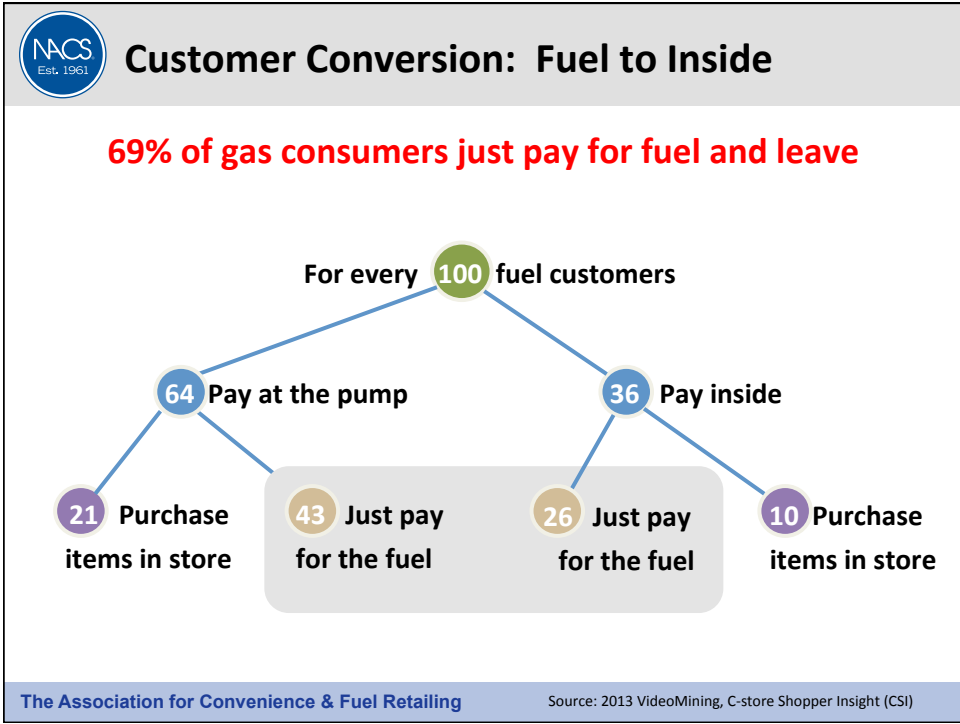 NACS
Est. 1961
Customer Conversion: Fuel to Inside
69% of gas consumers just pay for fuel and leave
For every 100 fuel customers
64 Pay at the pump
36 Pay inside
21 Purchase
items in store
43 Just pay
for the fuel
26 Just pay
for the fuel
10 Purchase
items in store
The Association for Convenience & Fuel Retailing
Source: 2013 VideoMining, C-store Shopper Insight (CSI)